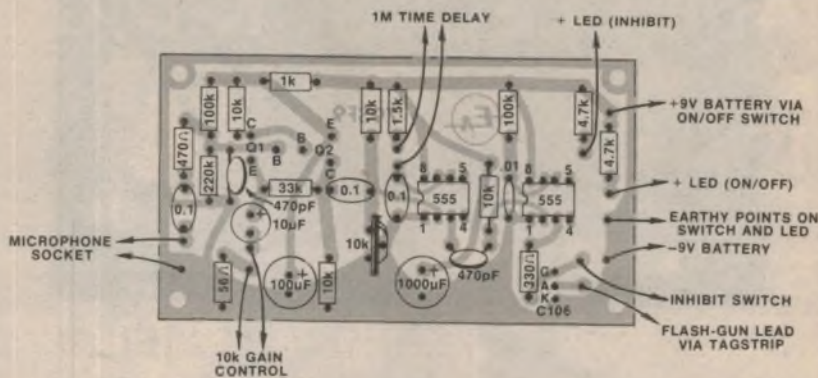 1M TIME DELAY
+ LED (INHIBIT)
+9V BATTERY VIA
ON/OFF SWITCH
+ LED (ON/OFF)
EARTHY POINTS ON
SWITCH AND LED
-9V BATTERY
INHIBIT SWITCH
FLASH-GUN LEAD
VIA TAGSTRIP
MICROPHONE
SOCKET
10k GAIN
CONTROL
1k
100k
10k
470Ω
220k
0.1
C
Q1
B
E
B
E
Q2
C
33k
470pF
10μF
+
56Ω
100uF
+
10k
0.1
10k
1.5k
0.1
10k
8
5
555
1
4
1000uF
+
10k
470pF
.01
100k
8
5
555
1
4
330Ω
G
A
K
C106
4.7k
4.7k